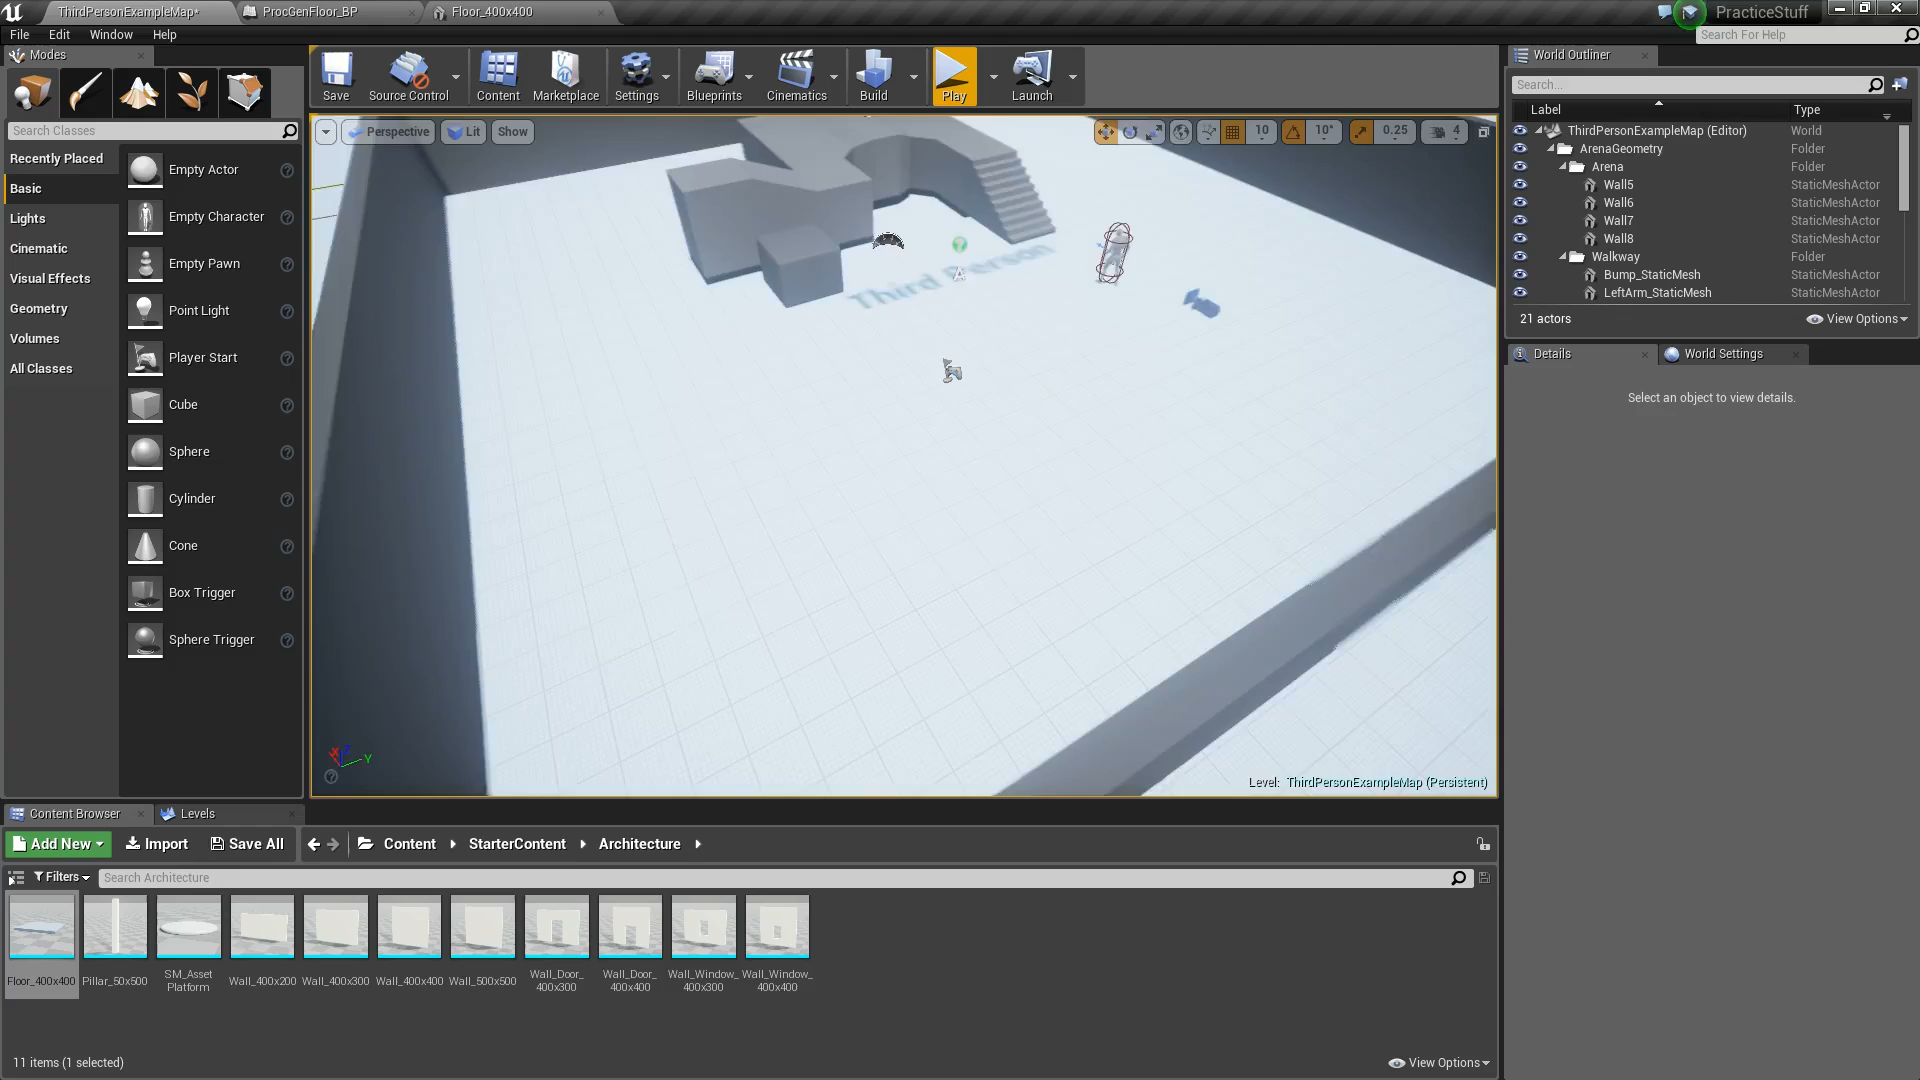 ThirdPersonExampleMap*
ProcGenFloor_BP
Floor_400x400
PracticeStuff
File Edit Window Help
Search For Help
Modes
Search Classes
Recently Placed
Basic
Lights
Cinematic
Visual Effects
Geometry
Volumes
All Classes
Empty Actor
Empty Character
Empty Pawn
Point Light
Player Start
Cube
Sphere
Cylinder
Cone
Box Trigger
Sphere Trigger
Save
Source Control
Content
Marketplace
Settings
Blueprints
Cinematics
Build
Play
Launch
Perspective Lit Show
10 10° 0.25 4
Third Person
X Z Y
Level: ThirdPersonExampleMap (Persistent)
World Outliner
Search...
Label Type
ThirdPersonExampleMap (Editor) World
ArenaGeometry Folder
Arena Folder
Wall5 StaticMeshActor
Wall6 StaticMeshActor
Wall7 StaticMeshActor
Wall8 StaticMeshActor
Walkway Folder
Bump_StaticMesh StaticMeshActor
LeftArm_StaticMesh StaticMeshActor
21 actors View Options
Details World Settings
Select an object to view details.
Content Browser Levels
Add New Import Save All Content StarterContent Architecture
Filters Search Architecture
Floor_400x400
Pillar_50x500
SM_Asset
Platform
Wall_400x200
Wall_400x300
Wall_400x400
Wall_500x500
Wall_Door_
400x300
Wall_Door_
400x400
Wall_Window_
400x300
Wall_Window_
400x400
11 items (1 selected) View Options